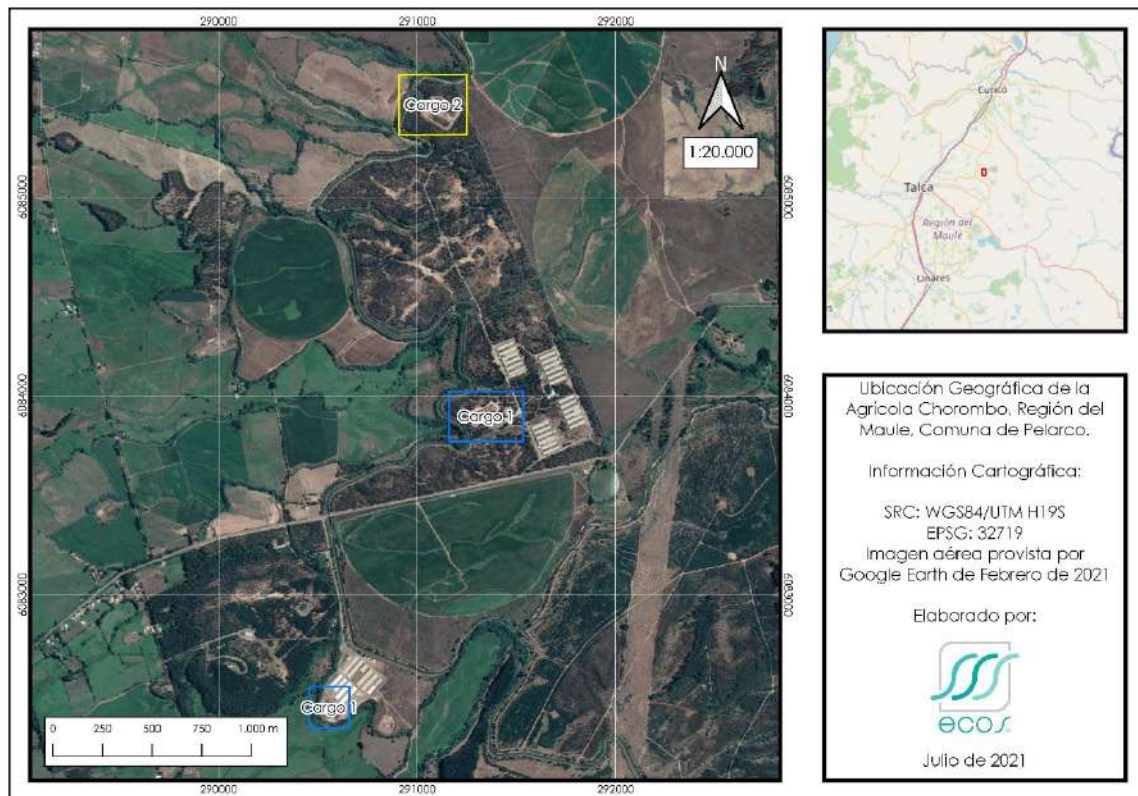 290000
291000
292000
Cargo 2
N
1:20.000
6085000
6085000
Cargo 1
6084000
6084000
6083000
6083000
Cargo 1
0
250
500
750
1.000 m
290000
291000
292000
Curicó
Talca
Región del
Maule
Linares
Ubicación Geográfica de la
Agrícola Chorombo, Región del
Maule, Comuna de Pelarco.
Información Cartográfica:
SRC: WGS84/UTM H19S
EPSG: 32719
Imagen aérea provista por
Google Earth de Febrero de 2021
Elaborado por:
ecos
Julio de 2021